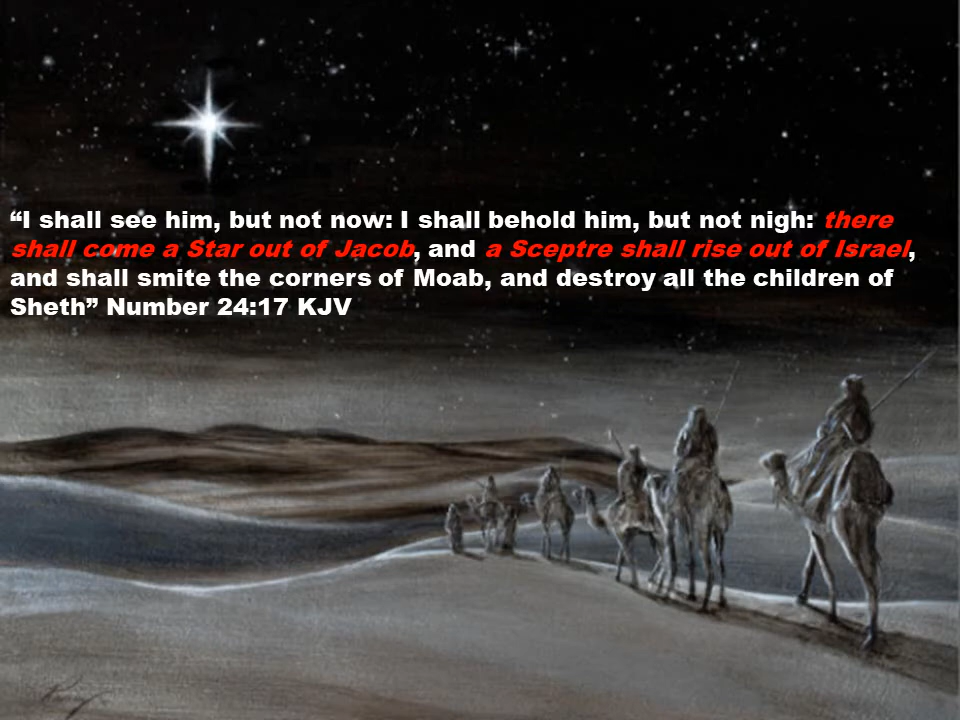 “I shall see him, but not now: I shall behold him, but not nigh: there
shall come a Star out of Jacob, and a Sceptre shall rise out of Israel,
and shall smite the corners of Moab, and destroy all the children of
Sheth” Number 24:17 KJV